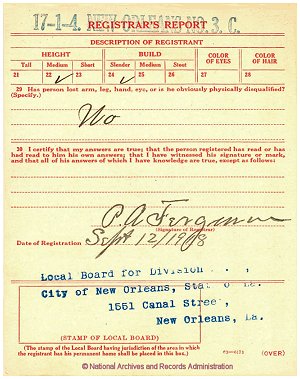 17-1-4. NEW ORLEANS NO. 3. C.
REGISTRAR'S REPORT
DESCRIPTION OF REGISTRANT
HEIGHT BUILD COLOR OF EYES COLOR OF HAIR
Tall Medium Short Slender Medium Stout
21 22 ✓ 23 24 ✓ 25 26 27 28
29 Has person lost arm, leg, hand, eye, or is he obviously physically disqualified?
(Specify.)
No
30 I certify that my answers are true; that the person registered has read or has
had read to him his own answers; that I have witnessed his signature or mark,
and that all of his answers of which I have knowledge are true, except as follows:
P. A. Ferguson
(Signature of Registrar)
Date of Registration Sept 12/1918
Local Board for Division
City of New Orleans, State of La.
1551 Canal Street,
New Orleans, La.
(STAMP OF LOCAL BOARD)
(The stamp of the Local Board having jurisdiction of the area in which
the registrant has his permanent home shall be placed in this box.)
(OVER)
© National Archives and Records Administration